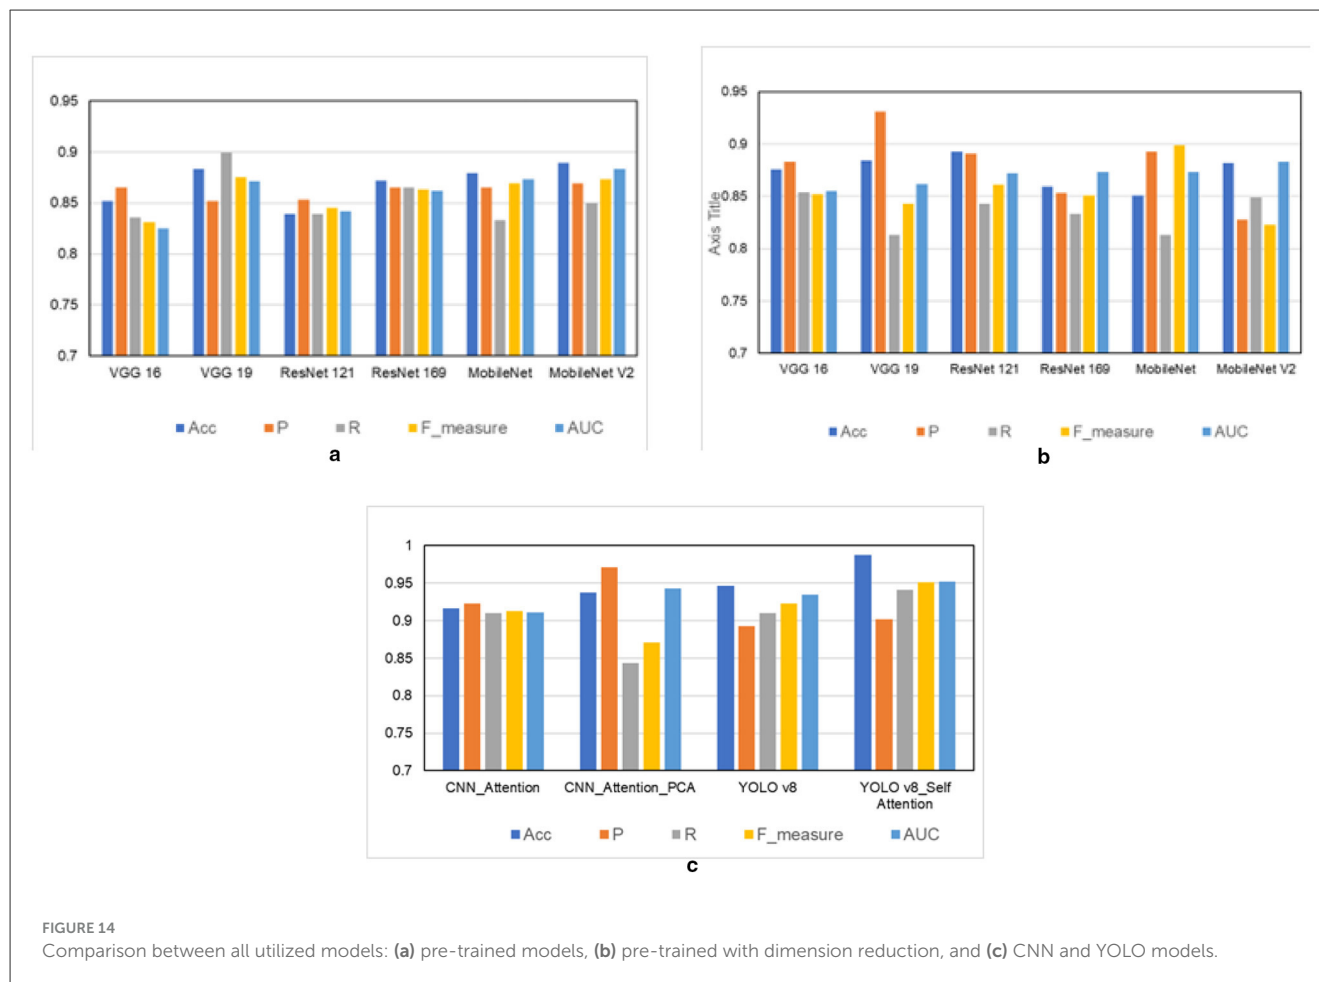 0.95
0.9
0.85
0.8
0.75
0.7
VGG 16 VGG 19 ResNet 121 ResNet 169 MobileNet MobileNet V2
Acc P R F_measure AUC
a
Axis Title
0.95
0.9
0.85
0.8
0.75
0.7
VGG 16 VGG 19 ResNet 121 ResNet 169 MobileNet MobileNet V2
Acc P R F_measure AUC
b
1
0.95
0.9
0.85
0.8
0.75
0.7
CNN_Attention CNN_Attention_PCA YOLO v8 YOLO v8_Self
Attention
Acc P R F_measure AUC
c
FIGURE 14
Comparison between all utilized models: (a) pre-trained models, (b) pre-trained with dimension reduction, and (c) CNN and YOLO models.